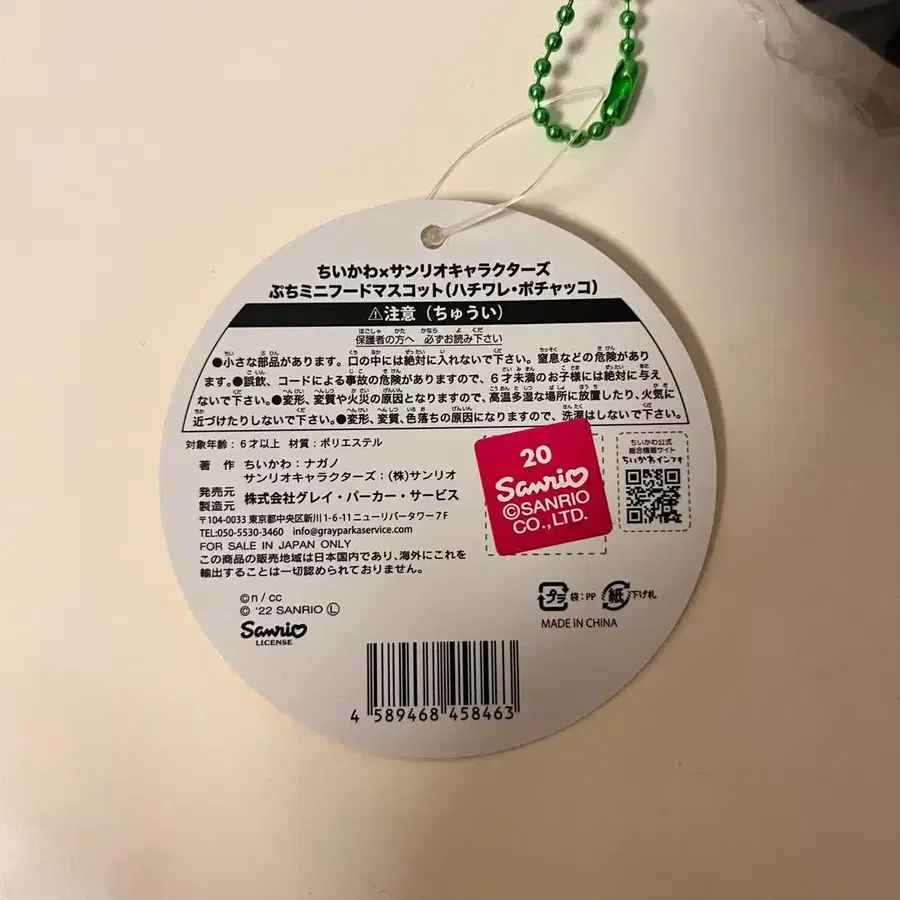 ちいかわ×サンリオキャラクターズ
ぷちミニフードマスコット(ハチワレ・ポチャッコ)
⚠注意(ちゅうい)
保護者の方へ 必ずお読み下さい
●小さな部品があります。口の中には絶対に入れないで下さい。窒息などの危険があり
ます。●誤飲、コードによる事故の危険がありますので、6才未満のお子様には絶対に与え
ないで下さい。●変形、変質や火災の原因となりますので、高温多湿な場所に放置したり、火気に
近づけたりしないで下さい。●変形、変質、色落ちの原因になりますので、洗濯はしないで下さい。
対象年齢:6才以上 材質:ポリエステル
著 作 ちいかわ:ナガノ
サンリオキャラクターズ:(株)サンリオ
発売元
製造元 株式会社グレイ・パーカー・サービス
〒104-0033 東京都中央区新川1-6-11 ニューリバータワー7F
TEL:050-5530-3460 info@grayparkaservice.com
FOR SALE IN JAPAN ONLY
この商品の販売地域は日本国内であり、海外にこれを
輸出することは一切認められておりません。
©n / cc
© '22 SANRIO Ⓛ
Sanrio
LICENSE
20
Sanrio
©SANRIO
CO., LTD.
ちいかわ公式
総合情報サイト
ちいかわインフォ
プラ 袋:PP 紙 下げ札
MADE IN CHINA
4 589468 458463